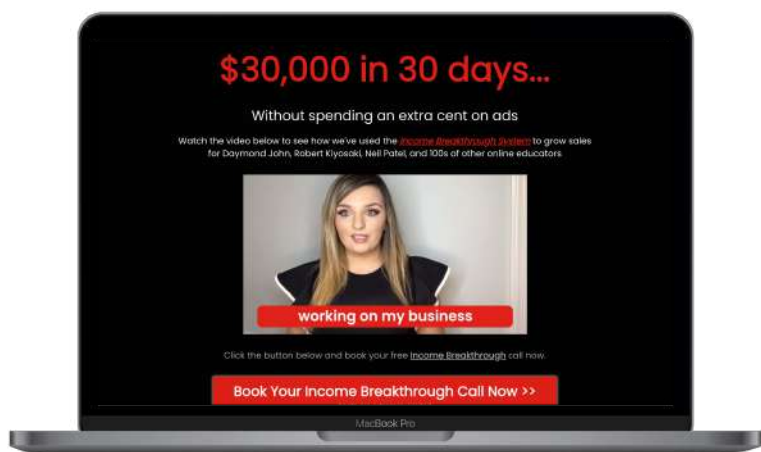 $30,000 in 30 days...
Without spending an extra cent on ads
Watch the video below to see how we've used the Income Breakthrough System to grow sales
for Daymond John, Robert Kiyosaki, Neil Patel, and 100s of other online educators.
working on my business
Click the button below and book your free Income Breakthrough call now.
Book Your Income Breakthrough Call Now >>
MacBook Pro